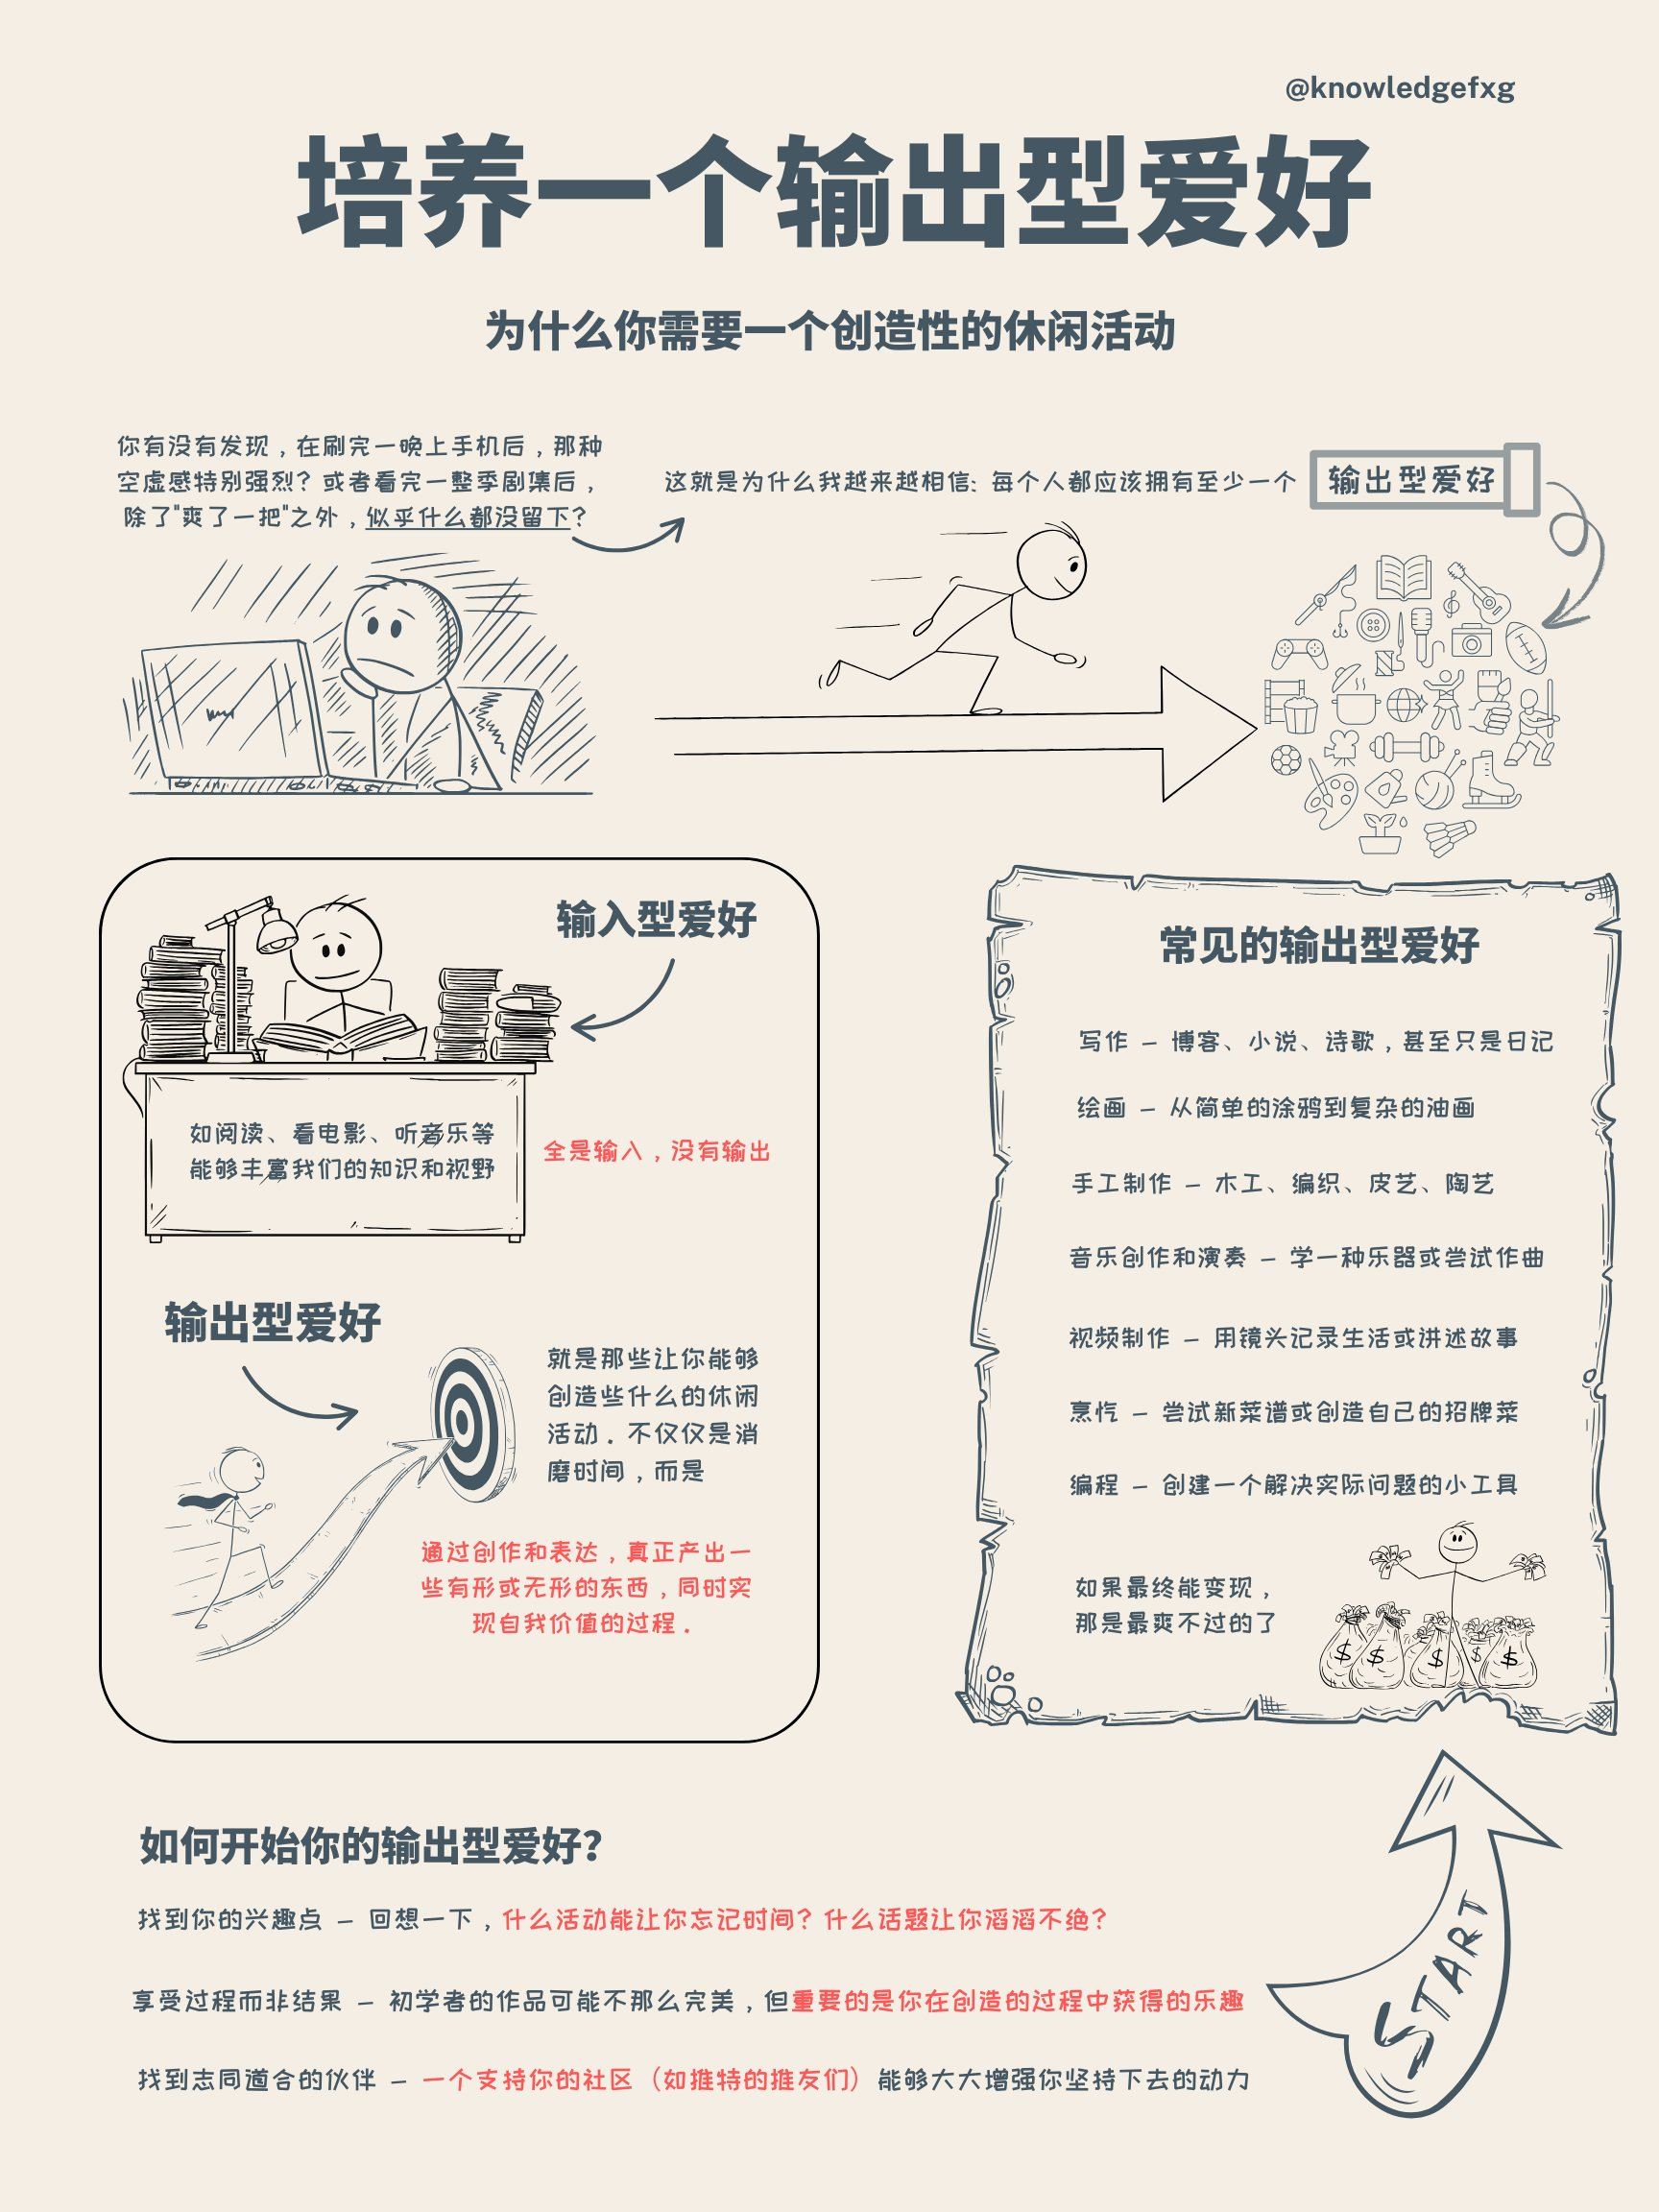 @knowledgefxg
培养一个输出型爱好
为什么你需要一个创造性的休闲活动
你有没有发现，在刷完一晚上手机后，那种
空虚感特别强烈？或者看完一整季剧集后，
除了"爽了一把"之外，似乎什么都没留下？
这就是为什么我越来越相信：每个人都应该拥有至少一个
输出型爱好
输入型爱好
如阅读、看电影、听音乐等
能够丰富我们的知识和视野
全是输入，没有输出
输出型爱好
就是那些让你能够
创造些什么的休闲
活动．不仅仅是消
磨时间，而是
通过创作和表达，真正产出一
些有形或无形的东西，同时实
现自我价值的过程．
常见的输出型爱好
写作 – 博客、小说、诗歌，甚至只是日记
绘画 – 从简单的涂鸦到复杂的油画
手工制作 – 木工、编织、皮艺、陶艺
音乐创作和演奏 – 学一种乐器或尝试作曲
视频制作 – 用镜头记录生活或讲述故事
烹饪 – 尝试新菜谱或创造自己的招牌菜
编程 – 创建一个解决实际问题的小工具
如果最终能变现，
那是最爽不过的了
$ $ $ $ $
如何开始你的输出型爱好？
找到你的兴趣点 – 回想一下，什么活动能让你忘记时间？什么话题让你滔滔不绝？
享受过程而非结果 – 初学者的作品可能不那么完美，但重要的是你在创造的过程中获得的乐趣
找到志同道合的伙伴 – 一个支持你的社区（如推特的推友们）能够大大增强你坚持下去的动力
START